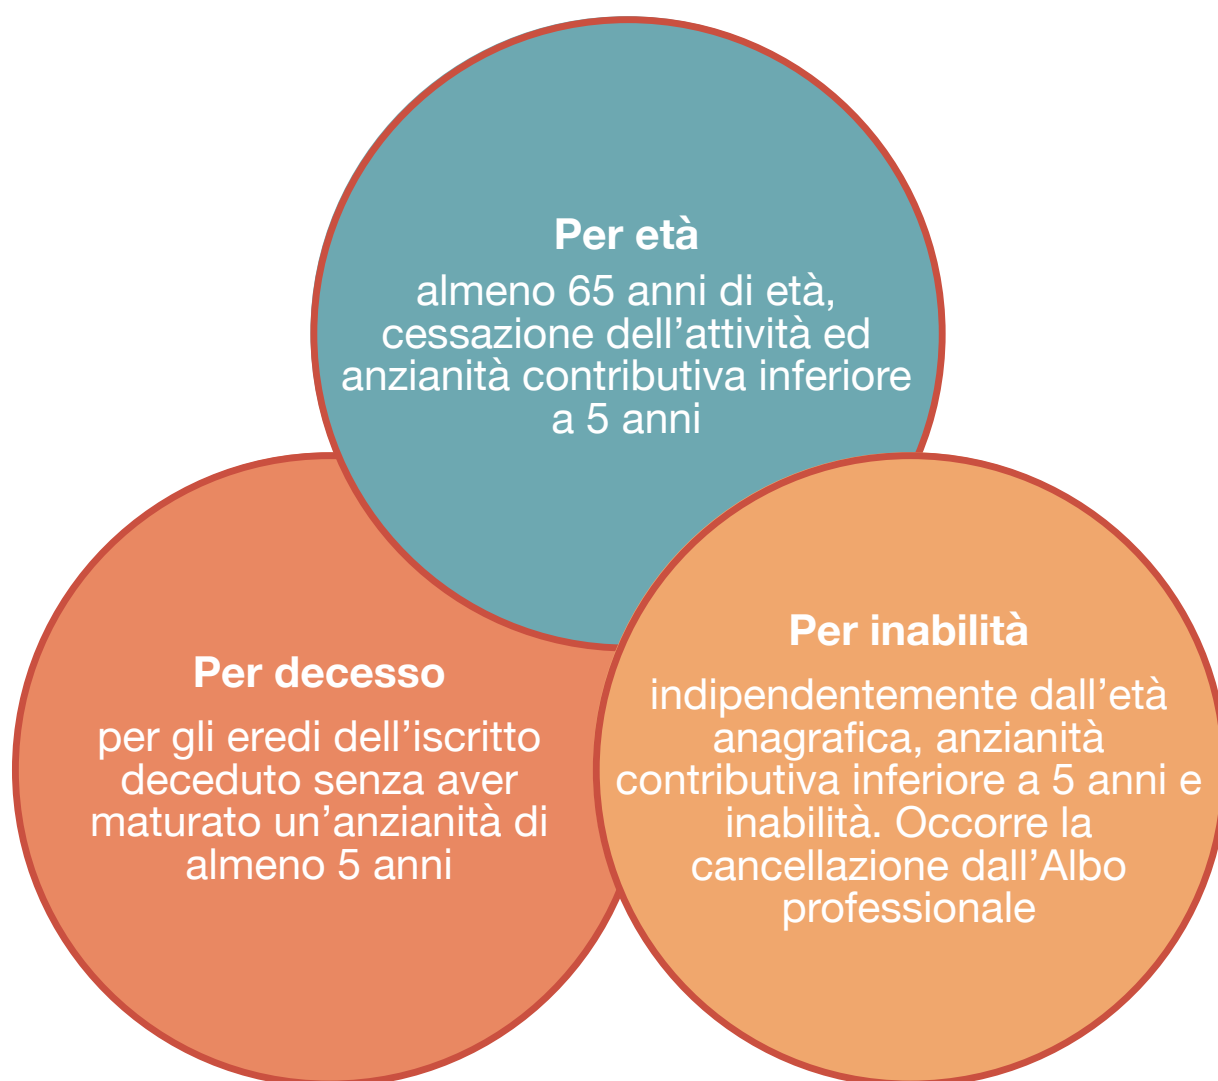 Per età
almeno 65 anni di età,
cessazione dell’attività ed
anzianità contributiva inferiore
a 5 anni
Per decesso
per gli eredi dell’iscritto
deceduto senza aver
maturato un’anzianità di
almeno 5 anni
Per inabilità
indipendentemente dall’età
anagrafica, anzianità
contributiva inferiore a 5 anni e
inabilità. Occorre la
cancellazione dall’Albo
professionale